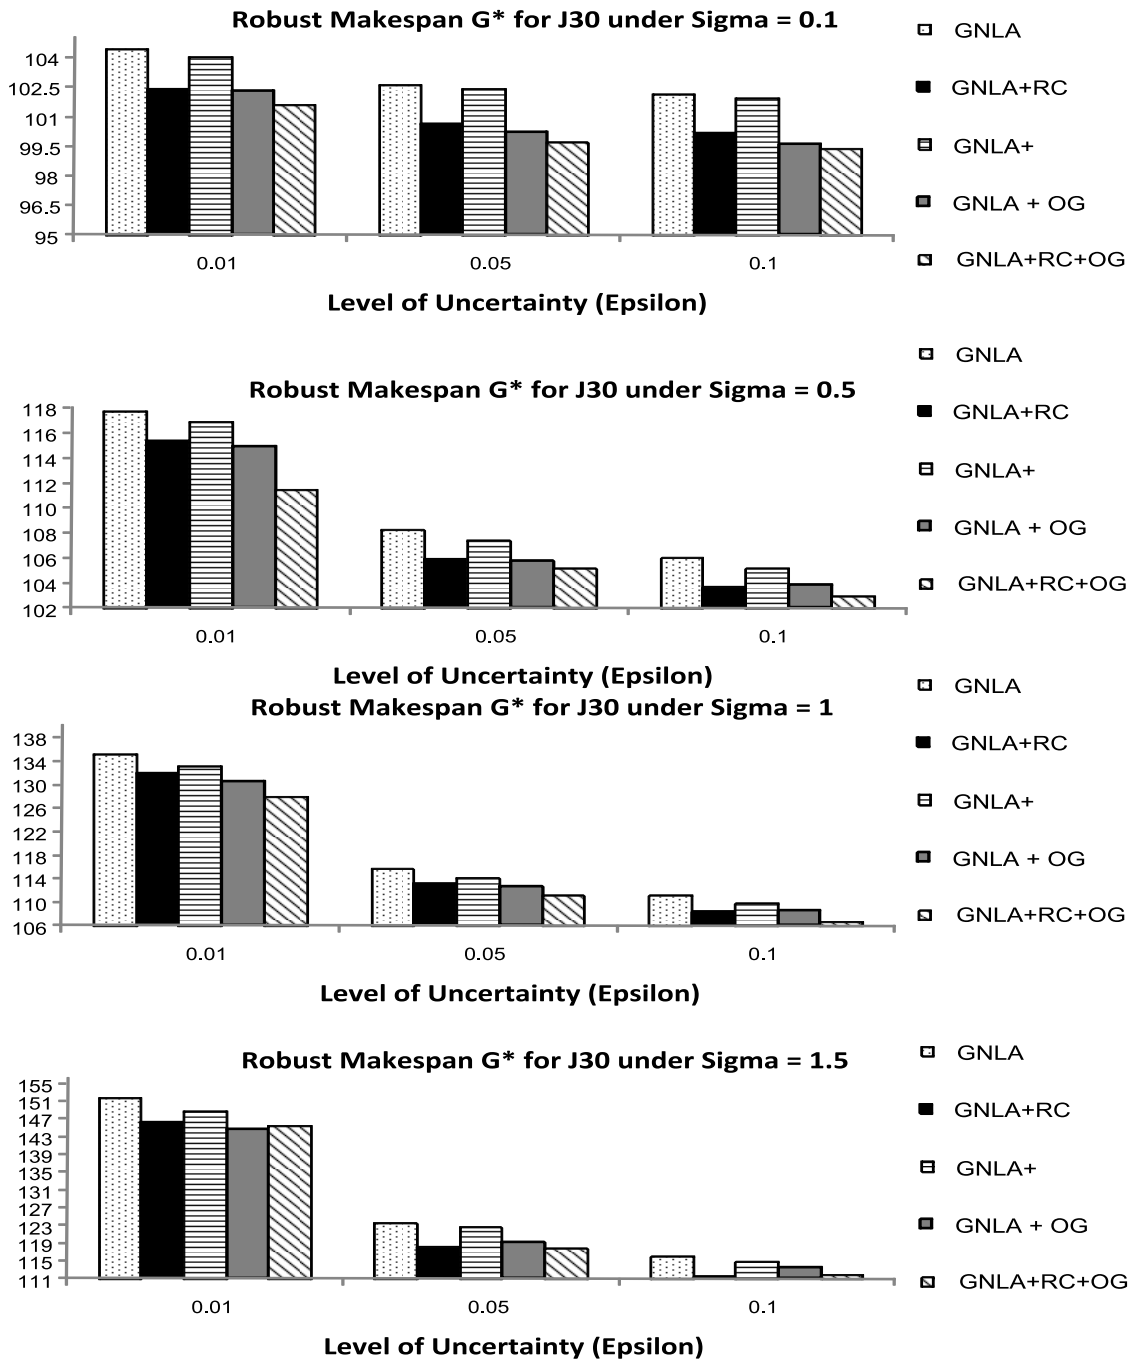 Robust Makespan G* for J30 under Sigma = 0.1
104
102.5
101
99.5
98
96.5
95
0.01
0.05
0.1
Level of Uncertainty (Epsilon)
GNLA
GNLA+RC
GNLA+
GNLA + OG
GNLA+RC+OG
Robust Makespan G* for J30 under Sigma = 0.5
118
116
114
112
110
108
106
104
102
0.01
0.05
0.1
Level of Uncertainty (Epsilon)
GNLA
GNLA+RC
GNLA+
GNLA + OG
GNLA+RC+OG
Robust Makespan G* for J30 under Sigma = 1
138
134
130
126
122
118
114
110
106
0.01
0.05
0.1
Level of Uncertainty (Epsilon)
GNLA
GNLA+RC
GNLA+
GNLA + OG
GNLA+RC+OG
Robust Makespan G* for J30 under Sigma = 1.5
155
151
147
143
139
135
131
127
123
119
115
111
0.01
0.05
0.1
Level of Uncertainty (Epsilon)
GNLA
GNLA+RC
GNLA+
GNLA + OG
GNLA+RC+OG